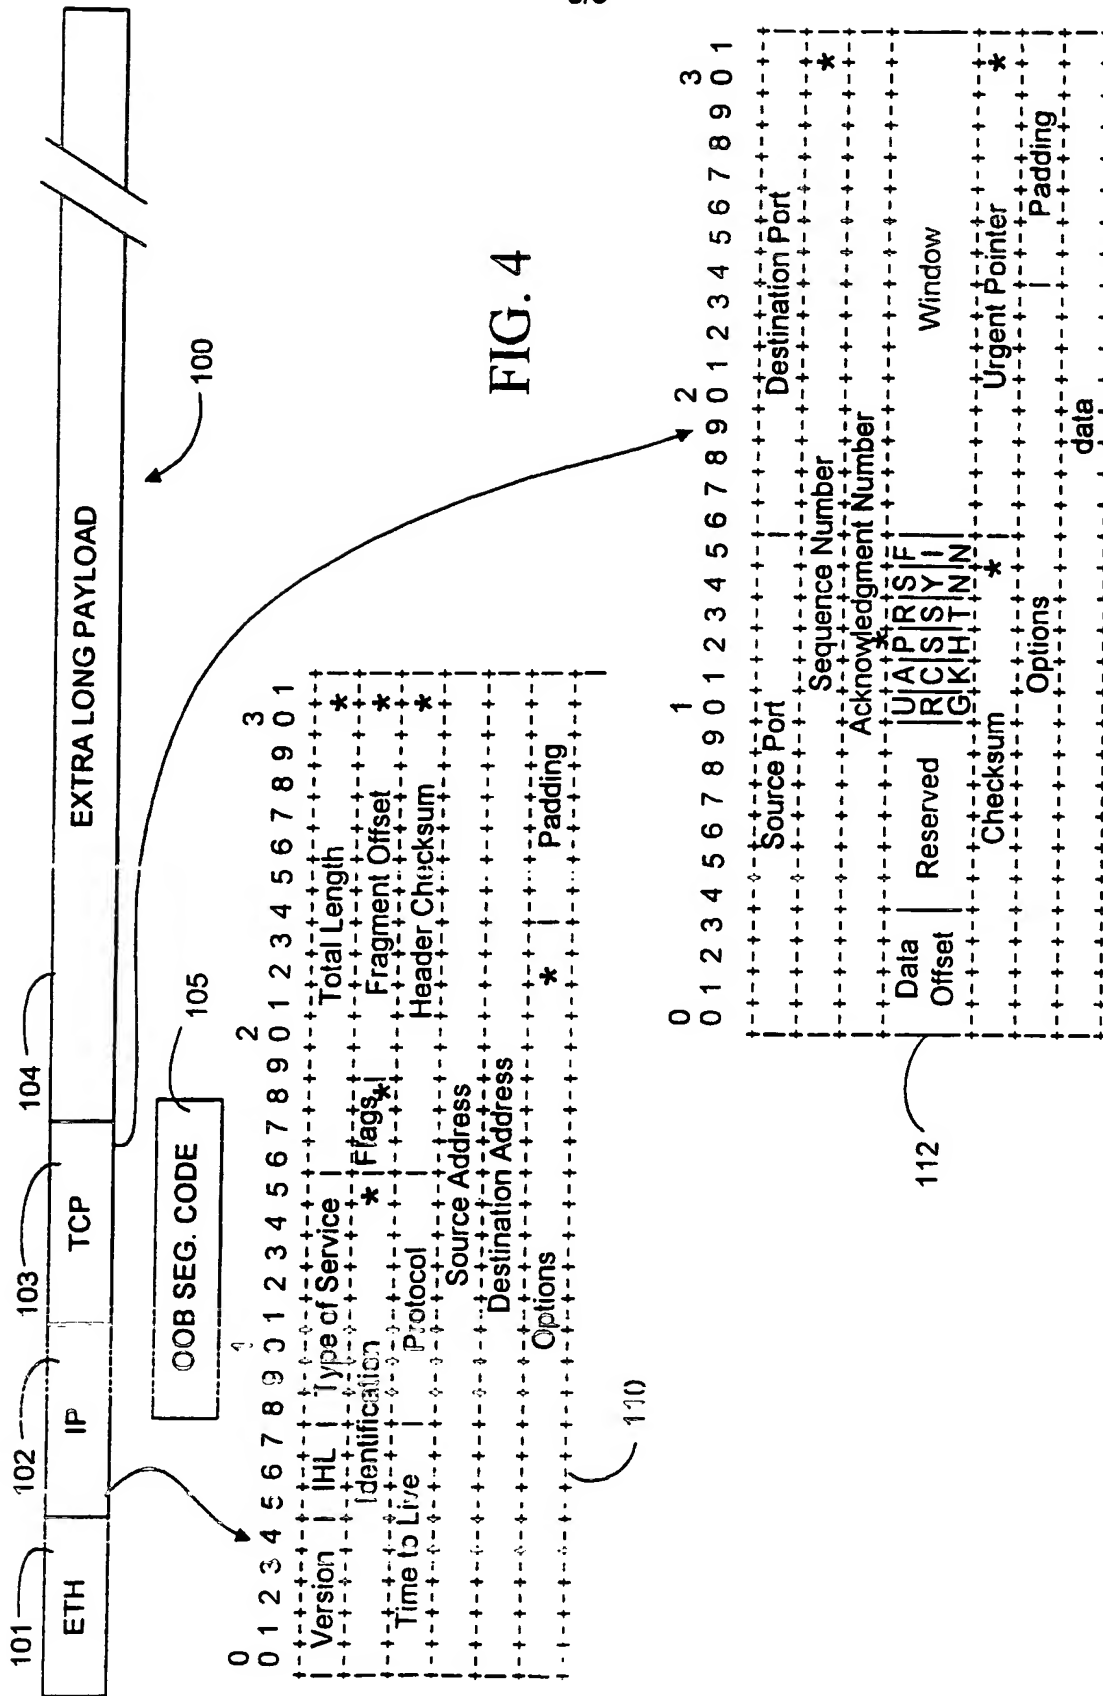 101 102 103 104
ETH IP TCP EXTRA LONG PAYLOAD
100
OOB SEG. CODE
105
FIG. 4
0 1 2 3
0 1 2 3 4 5 6 7 8 9 0 1 2 3 4 5 6 7 8 9 0 1 2 3 4 5 6 7 8 9 0 1
| Version | IHL | Type of Service | Total Length * |
| Identification * | Flags * | Fragment Offset * |
| Time to Live | Protocol | Header Checksum * |
| Source Address |
| Destination Address |
| Options * | Padding |
110
0 1 2 3
0 1 2 3 4 5 6 7 8 9 0 1 2 3 4 5 6 7 8 9 0 1 2 3 4 5 6 7 8 9 0 1
| Source Port | Destination Port |
| Sequence Number * |
| Acknowledgment Number * |
| Data | |U|A|P|R|S|F| |
| Offset | Reserved |R|C|S|S|Y|I| Window |
| | |G|K|H|T|N|N| |
| Checksum * | Urgent Pointer * |
| Options | Padding |
| data |
112